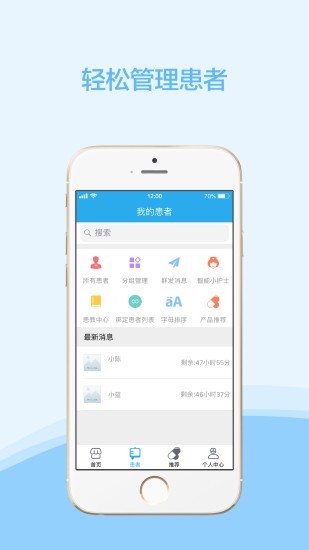 轻松管理患者
12:00
70%
我的患者
搜索
所有患者 分组管理 群发消息 智能小护士
患教中心 绑定患者列表 字母排序 产品推荐
最新消息
小陈 剩余:47小时55分
小蓝 剩余:48小时37分
首页 患者 推荐 个人中心